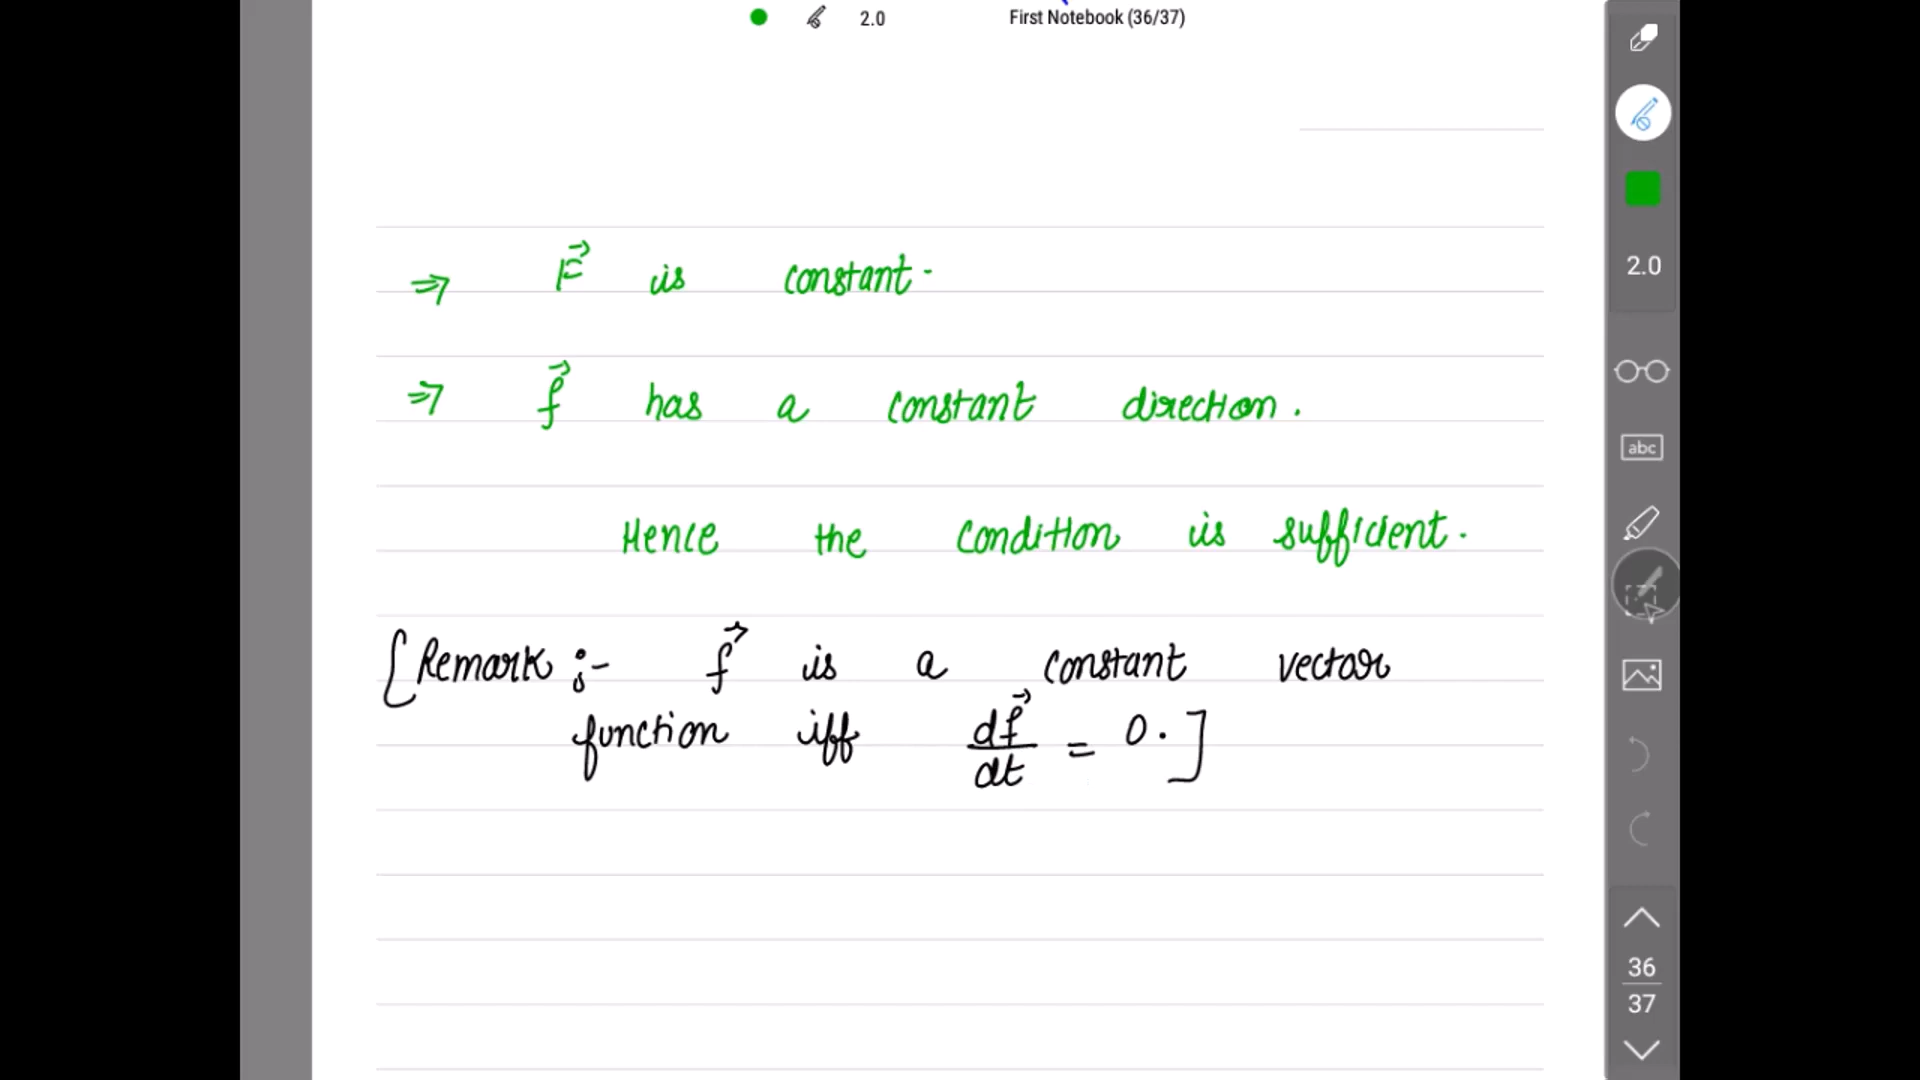 2.0 First Notebook (36/37)
⇒ F⃗ is constant.
2.0
⇒ f⃗ has a constant direction.
abc
Hence the condition is sufficient.
[Remark :- f⃗ is a constant vector
function iff df⃗/dt = 0.]
36
37